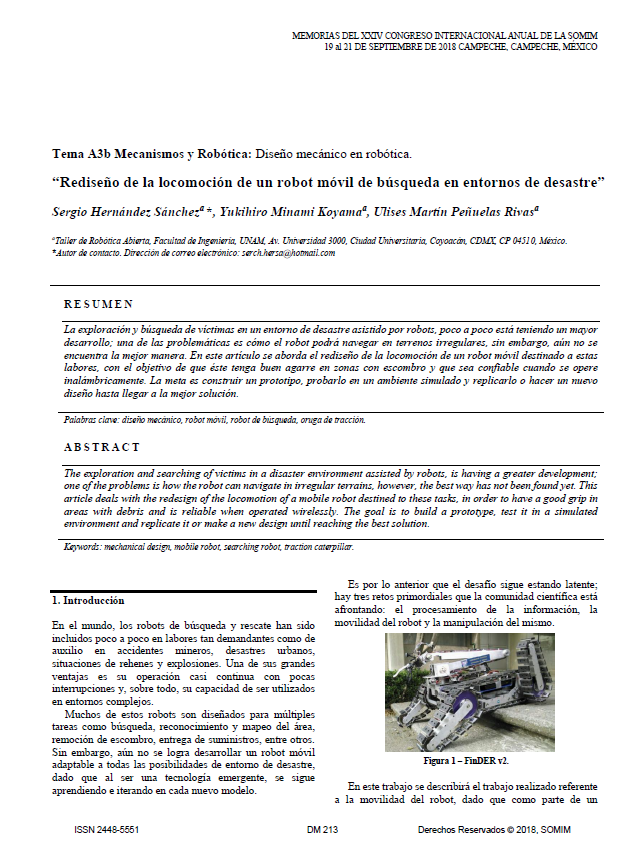 MEMORIAS DEL XXIV CONGRESO INTERNACIONAL ANUAL DE LA SOMIM
19 al 21 DE SEPTIEMBRE DE 2018 CAMPECHE, CAMPECHE, MÉXICO
Tema A3b Mecanismos y Robótica: Diseño mecánico en robótica.
“Rediseño de la locomoción de un robot móvil de búsqueda en entornos de desastre”
Sergio Hernández Sánchezᵃ*, Yukihiro Minami Koyamaᵃ, Ulises Martín Peñuelas Rivasᵃ
ᵃTaller de Robótica Abierta, Facultad de Ingeniería, UNAM, Av. Universidad 3000, Ciudad Universitaria, Coyoacán, CDMX, CP 04510, México.
*Autor de contacto. Dirección de correo electrónico: serch.hersa@hotmail.com
RESUMEN
La exploración y búsqueda de víctimas en un entorno de desastre asistido por robots, poco a poco está teniendo un mayor
desarrollo; una de las problemáticas es cómo el robot podrá navegar en terrenos irregulares, sin embargo, aún no se
encuentra la mejor manera. En este artículo se aborda el rediseño de la locomoción de un robot móvil destinado a estas
labores, con el objetivo de que éste tenga buen agarre en zonas con escombro y que sea confiable cuando se opere
inalámbricamente. La meta es construir un prototipo, probarlo en un ambiente simulado y replicarlo o hacer un nuevo
diseño hasta llegar a la mejor solución.
Palabras clave: diseño mecánico, robot móvil, robot de búsqueda, oruga de tracción.
ABSTRACT
The exploration and searching of victims in a disaster environment assisted by robots, is having a greater development;
one of the problems is how the robot can navigate in irregular terrains, however, the best way has not been found yet. This
article deals with the redesign of the locomotion of a mobile robot destined to these tasks, in order to have a good grip in
areas with debris and is reliable when operated wirelessly. The goal is to build a prototype, test it in a simulated
environment and replicate it or make a new design until reaching the best solution.
Keywords: mechanical design, mobile robot, searching robot, traction caterpillar.
1. Introducción
En el mundo, los robots de búsqueda y rescate han sido
incluidos poco a poco en labores tan demandantes como de
auxilio en accidentes mineros, desastres urbanos,
situaciones de rehenes y explosiones. Una de sus grandes
ventajas es su operación casi continua con pocas
interrupciones y, sobre todo, su capacidad de ser utilizados
en entornos complejos.
Muchos de estos robots son diseñados para múltiples
tareas como búsqueda, reconocimiento y mapeo del área,
remoción de escombro, entrega de suministros, entre otros.
Sin embargo, aún no se logra desarrollar un robot móvil
adaptable a todas las posibilidades de entorno de desastre,
dado que al ser una tecnología emergente, se sigue
aprendiendo e iterando en cada nuevo modelo.
Es por lo anterior que el desafío sigue estando latente;
hay tres retos primordiales que la comunidad científica está
afrontando: el procesamiento de la información, la
movilidad del robot y la manipulación del mismo.
Figura 1 – FinDER v2.
En este trabajo se describirá el trabajo realizado referente
a la movilidad del robot, dado que como parte de un
ISSN 2448-5551
DM 213
Derechos Reservados © 2018, SOMIM